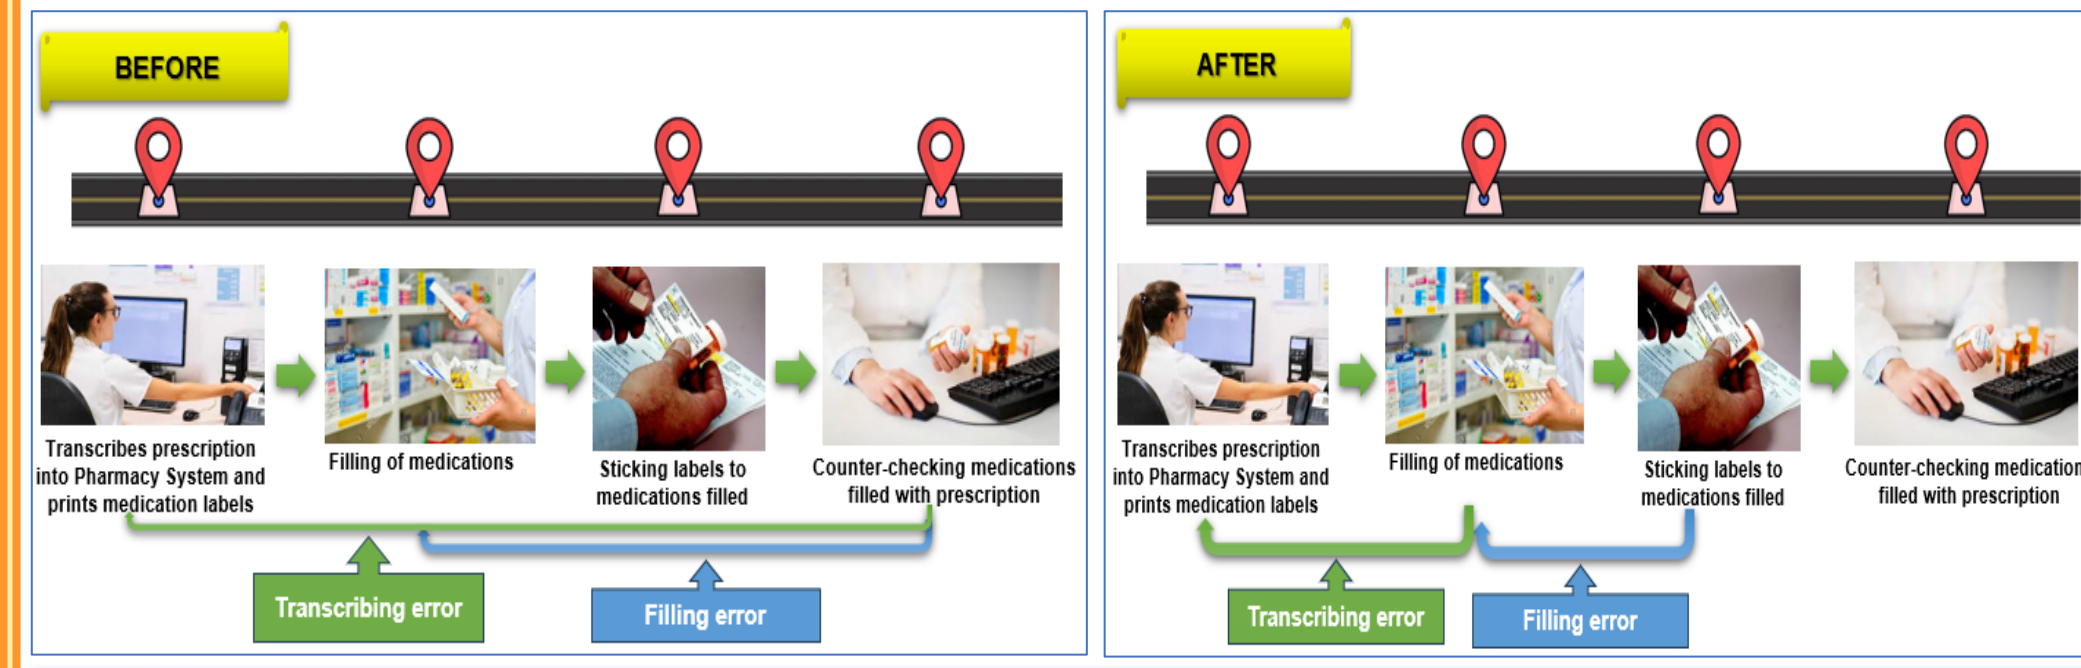 BEFORE
Transcribes prescription
into Pharmacy System and
prints medication labels
Filling of medications
Sticking labels to
medications filled
Counter-checking medications
filled with prescription
Transcribing error
Filling error
AFTER
Transcribes prescription
into Pharmacy System and
prints medication labels
Filling of medications
Sticking labels to
medications filled
Counter-checking medication
filled with prescription
Transcribing error
Filling error